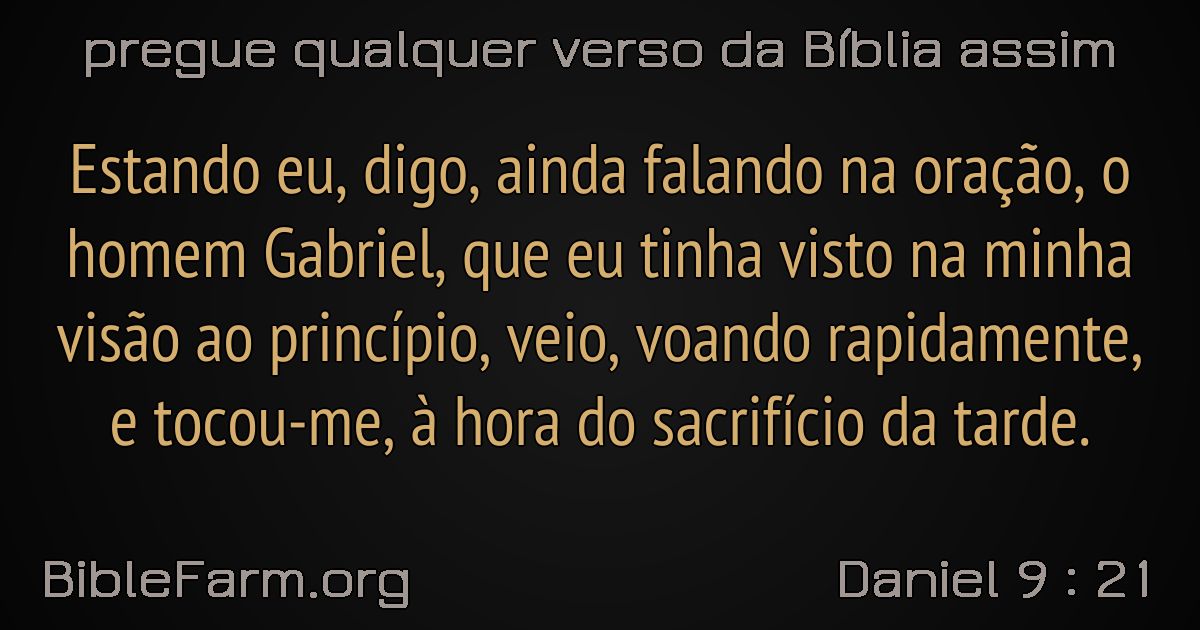 pregue qualquer verso da Bíblia assim
Estando eu, digo, ainda falando na oração, o
homem Gabriel, que eu tinha visto na minha
visão ao princípio, veio, voando rapidamente,
e tocou-me, à hora do sacrifício da tarde.
BibleFarm.org
Daniel 9 : 21